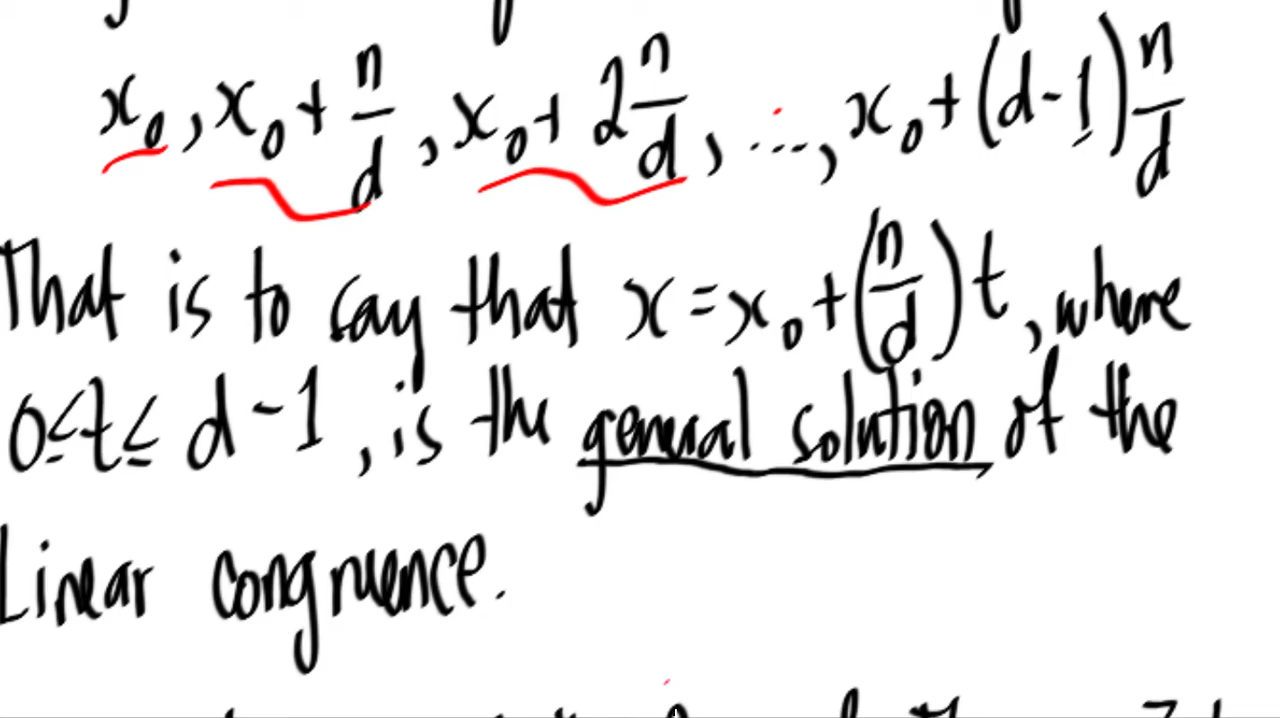 x₀, x₀ + n/d, x₀ + 2 n/d, ..., x₀ + (d-1) n/d
That is to say that x = x₀ + (n/d) t, where
0 ≤ t ≤ d - 1, is the general solution of the
Linear congruence.